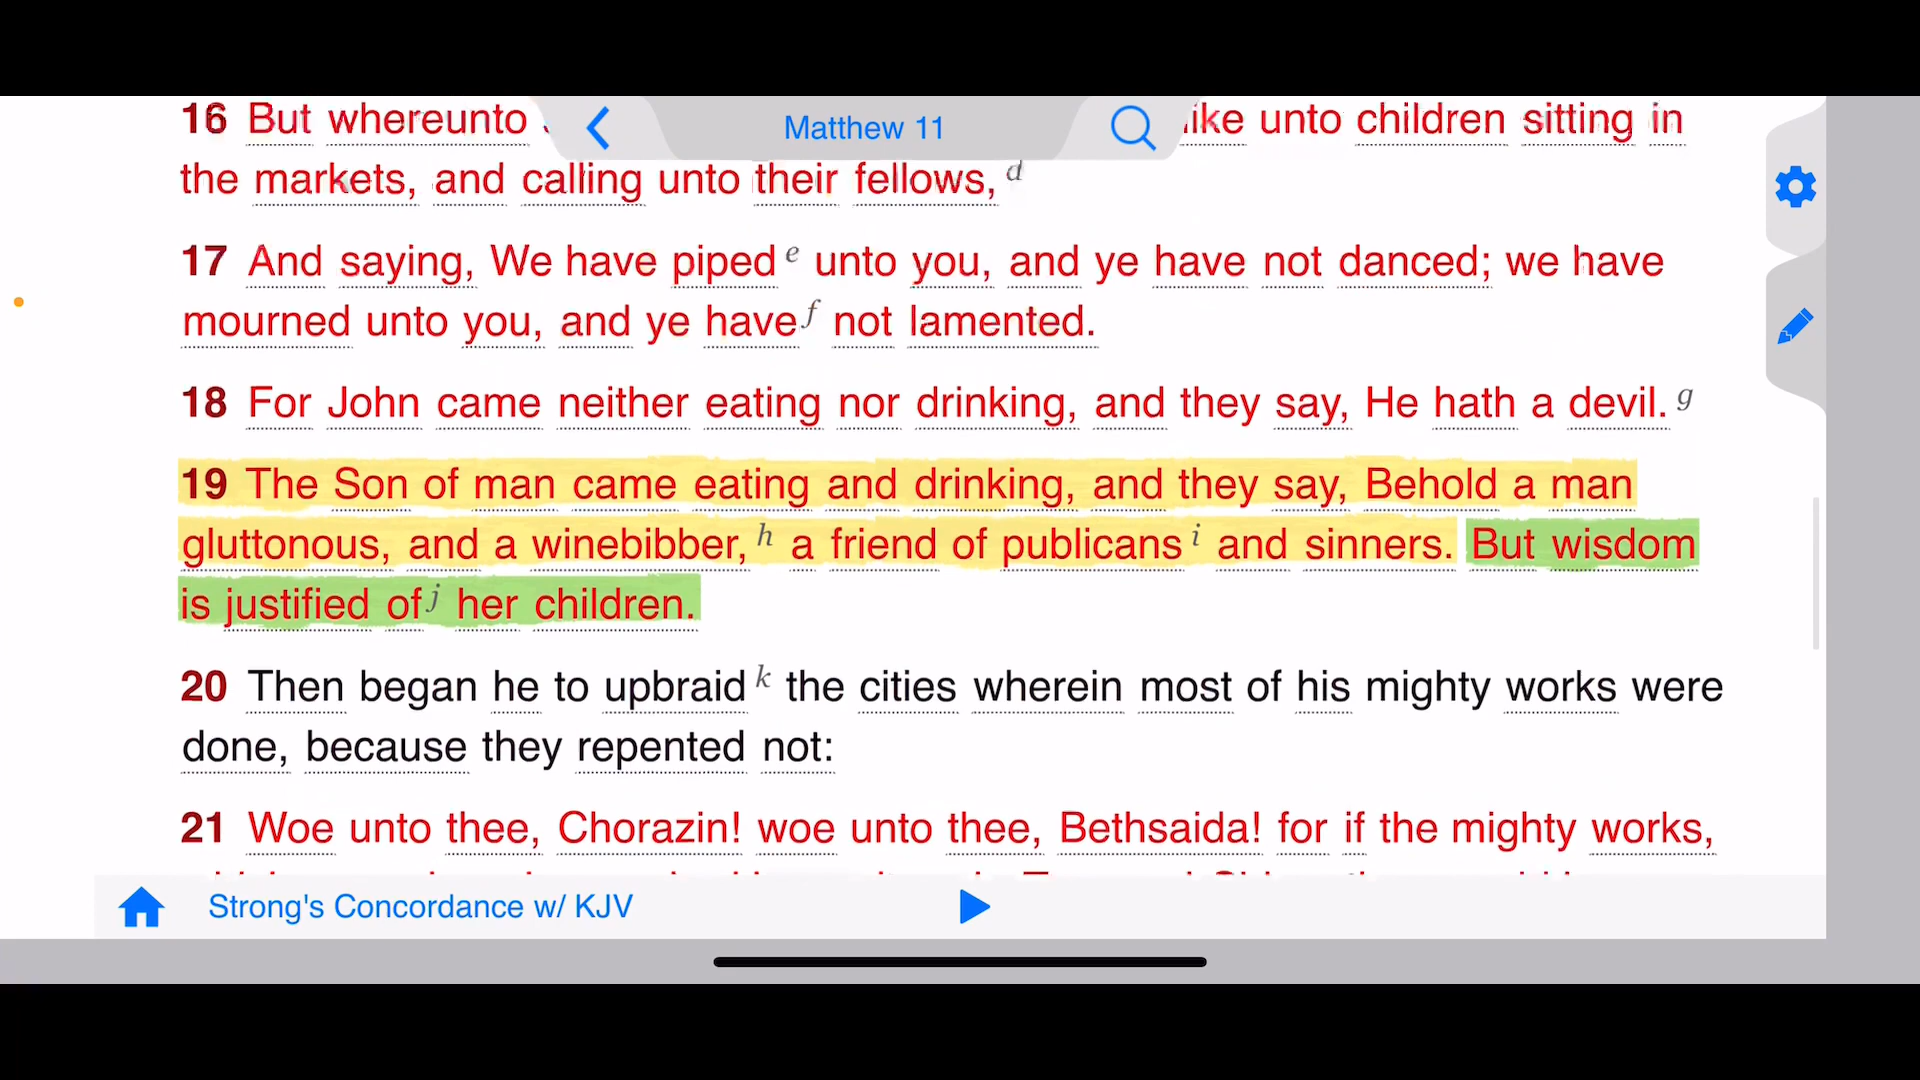 Matthew 11
16 But whereunto like unto children sitting in
the markets, and calling unto their fellows, d
17 And saying, We have piped e unto you, and ye have not danced; we have
mourned unto you, and ye have f not lamented.
18 For John came neither eating nor drinking, and they say, He hath a devil. g
19 The Son of man came eating and drinking, and they say, Behold a man
gluttonous, and a winebibber, h a friend of publicans i and sinners. But wisdom
is justified of j her children.
20 Then began he to upbraid k the cities wherein most of his mighty works were
done, because they repented not:
21 Woe unto thee, Chorazin! woe unto thee, Bethsaida! for if the mighty works,
Strong's Concordance w/ KJV